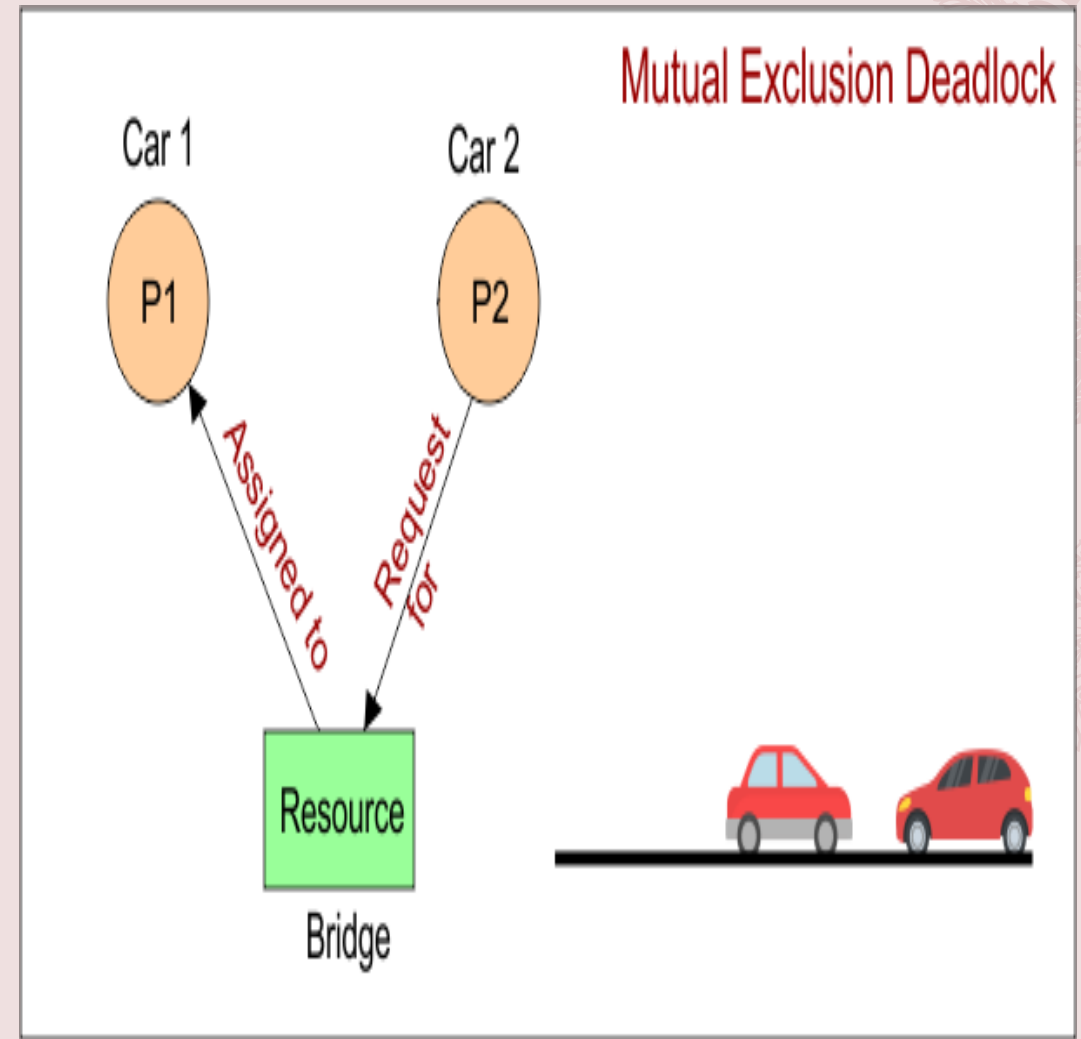 Mutual Exclusion Deadlock
Car 1
Car 2
P1
P2
Assigned to
Request
for
Resource
Bridge